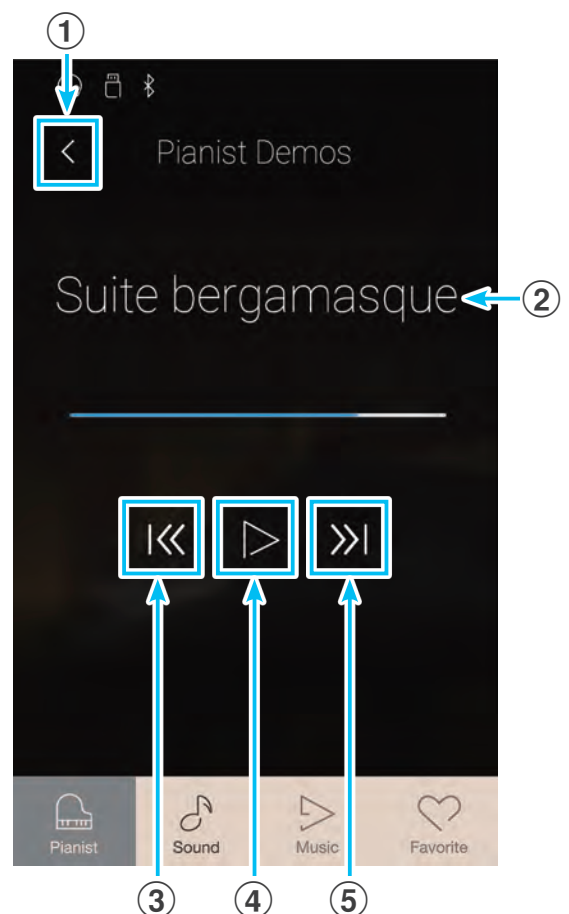 ①
Pianist Demos
Suite bergamasque
②
Pianist
Sound
Music
Favorite
③
④
⑤